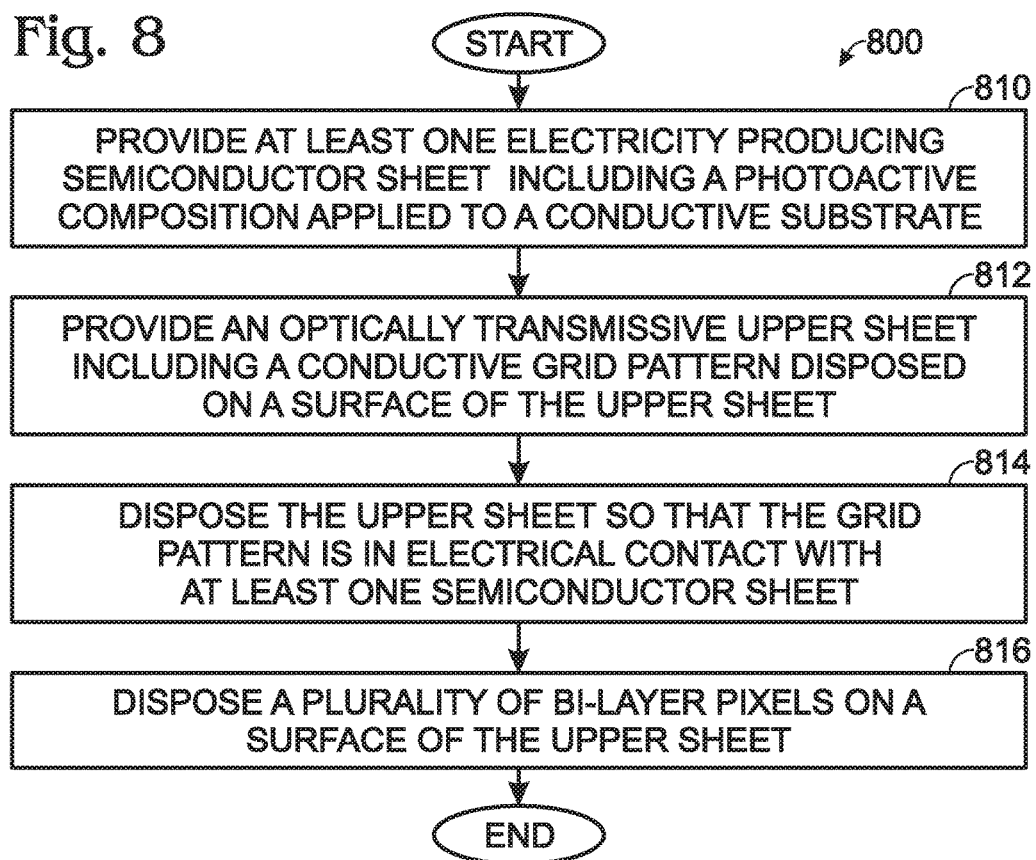 Fig. 8
START
800
810
PROVIDE AT LEAST ONE ELECTRICITY PRODUCING
SEMICONDUCTOR SHEET INCLUDING A PHOTOACTIVE
COMPOSITION APPLIED TO A CONDUCTIVE SUBSTRATE
812
PROVIDE AN OPTICALLY TRANSMISSIVE UPPER SHEET
INCLUDING A CONDUCTIVE GRID PATTERN DISPOSED
ON A SURFACE OF THE UPPER SHEET
814
DISPOSE THE UPPER SHEET SO THAT THE GRID
PATTERN IS IN ELECTRICAL CONTACT WITH
AT LEAST ONE SEMICONDUCTOR SHEET
816
DISPOSE A PLURALITY OF BI-LAYER PIXELS ON A
SURFACE OF THE UPPER SHEET
END